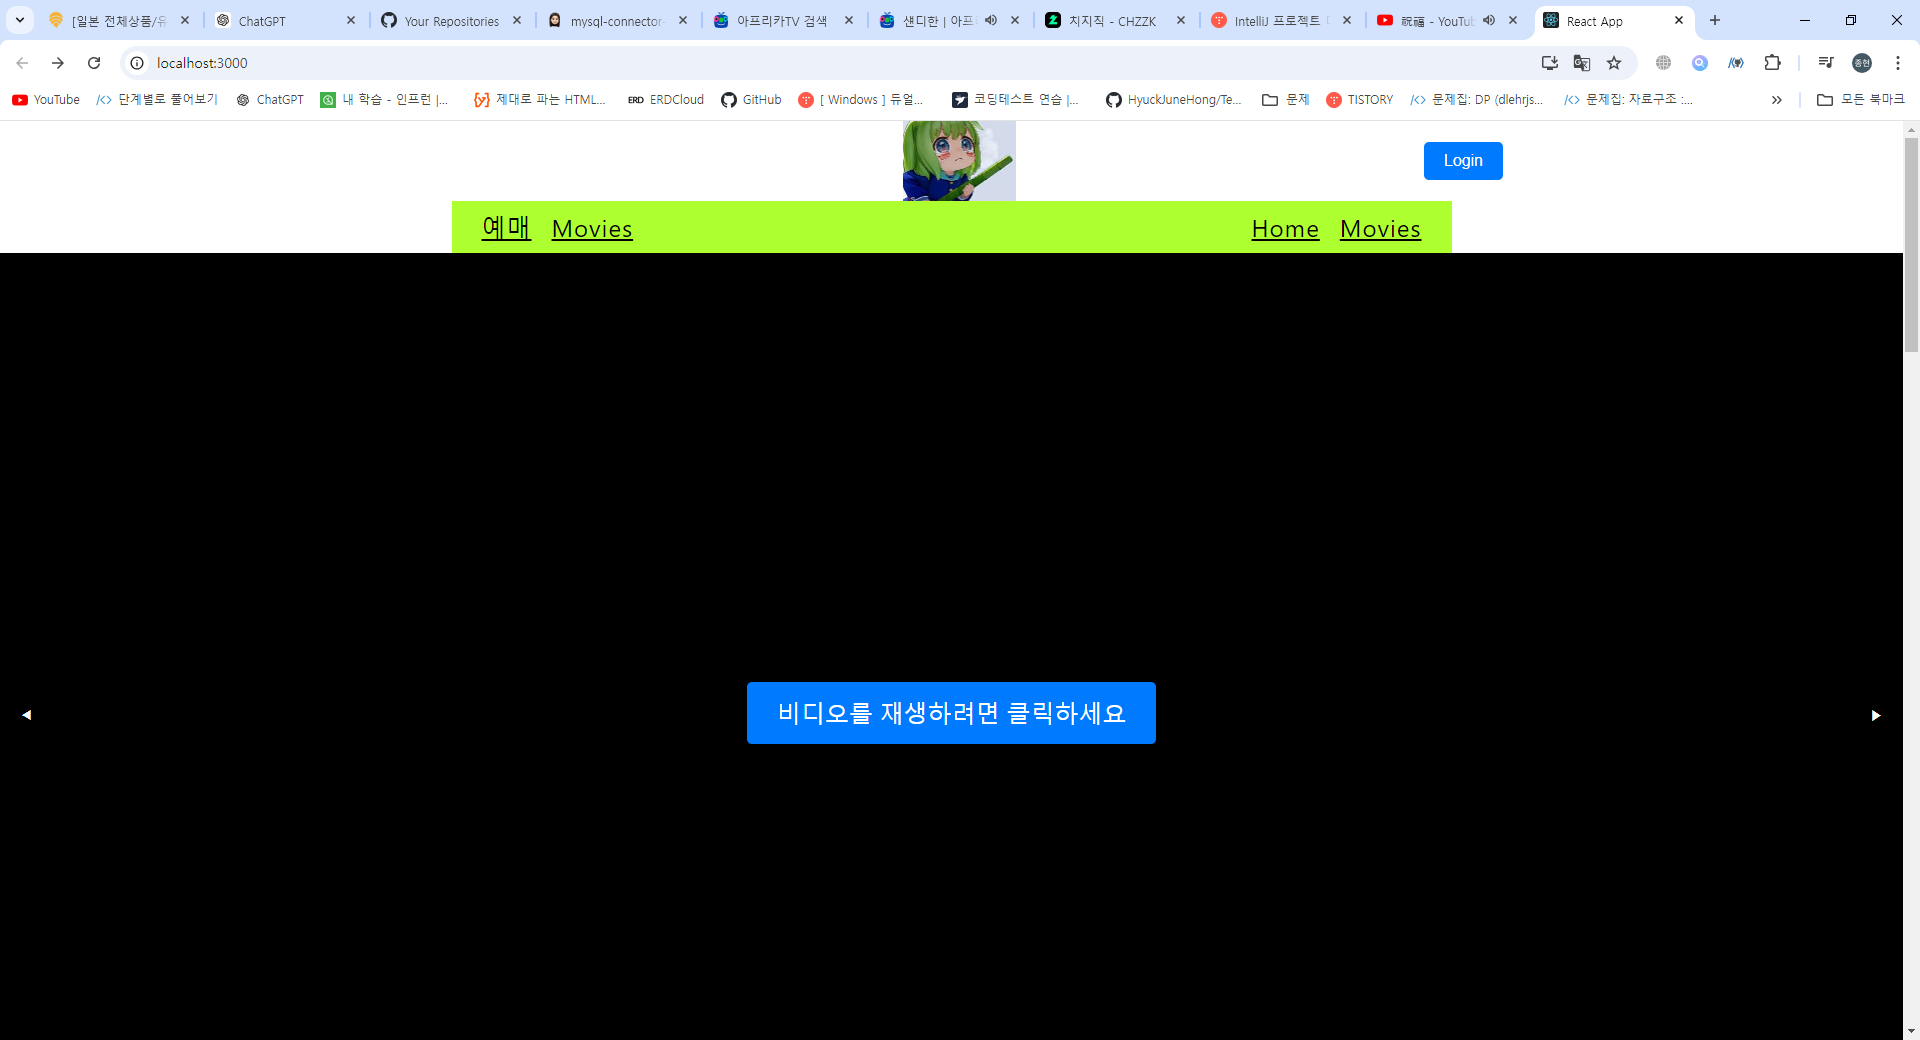 [일본 전체상품/유 ChatGPT Your Repositories mysql-connector- 아프리카TV 검색 샌디한 | 아프 치지직 - CHZZK IntelliJ 프로젝트 祝福 - YouTub React App
localhost:3000
YouTube 단계별로 풀어보기 ChatGPT 내 학습 - 인프런 |... 제대로 파는 HTML... ERD ERDCloud GitHub [ Windows ] 듀얼... 코딩테스트 연습 |... HyuckJuneHong/Te... 문제 TISTORY 문제집: DP (dlehrjs... 문제집: 자료구조 :... 모든 북마크
Login
예매 Movies Home Movies
비디오를 재생하려면 클릭하세요